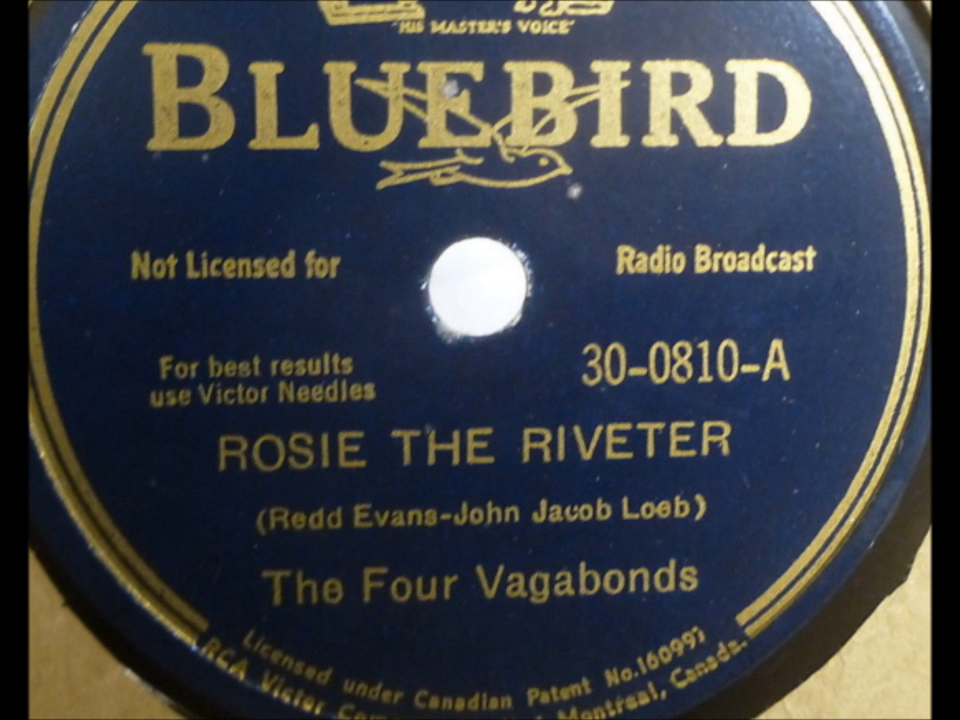 "HIS MASTER'S VOICE"
BLUEBIRD
Not Licensed for Radio Broadcast
For best results
use Victor Needles
30-0810-A
ROSIE THE RIVETER
(Redd Evans-John Jacob Loeb)
The Four Vagabonds
Licensed under Canadian Patent No.160991
RCA Victor Montreal, Canada.